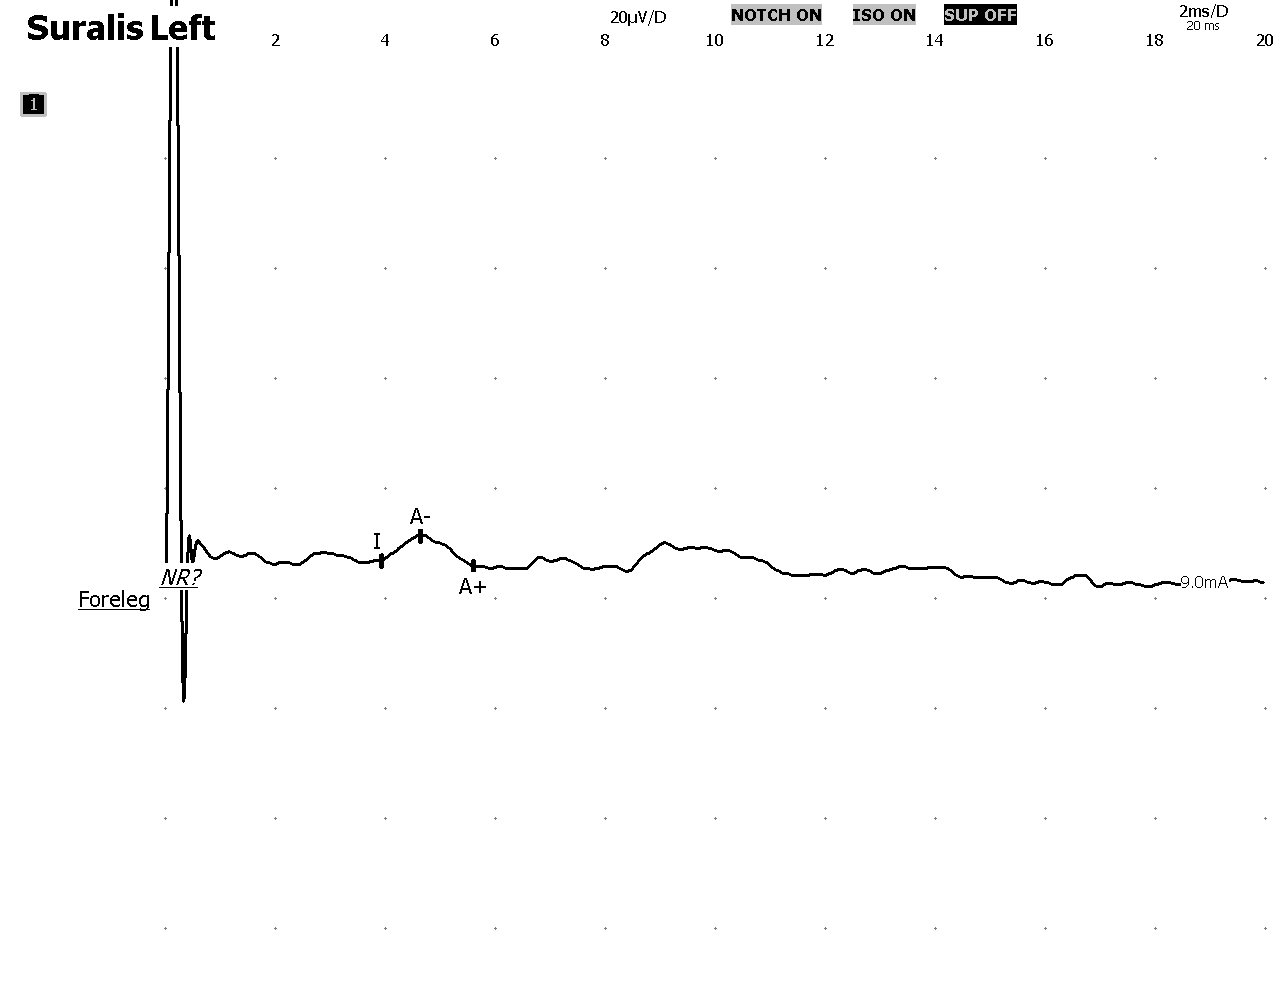 Suralis Left
20µV/D NOTCH ON ISO ON SUP OFF 2ms/D
20 ms
2 4 6 8 10 12 14 16 18 20
1
A-
I
NR?
A+
9.0mA
Foreleg